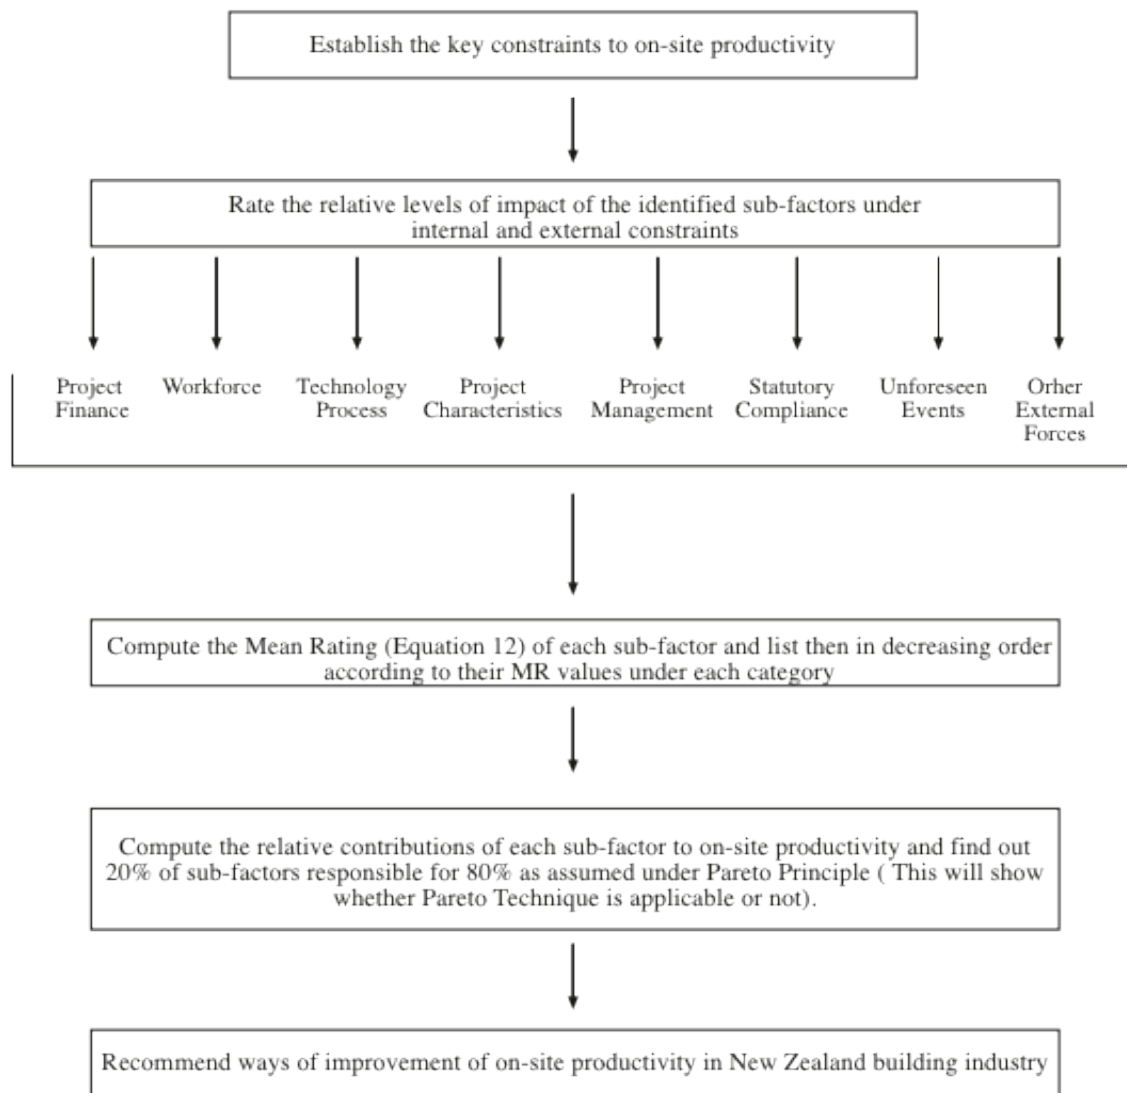 Establish the key constraints to on-site productivity
Rate the relative levels of impact of the identified sub-factors under
internal and external constraints
Project
Finance
Workforce
Technology
Process
Project
Characteristics
Project
Management
Statutory
Compliance
Unforeseen
Events
Orher
External
Forces
Compute the Mean Rating (Equation 12) of each sub-factor and list then in decreasing order
according to their MR values under each category
Compute the relative contributions of each sub-factor to on-site productivity and find out
20% of sub-factors responsible for 80% as assumed under Pareto Principle ( This will show
whether Pareto Technique is applicable or not).
Recommend ways of improvement of on-site productivity in New Zealand building industry